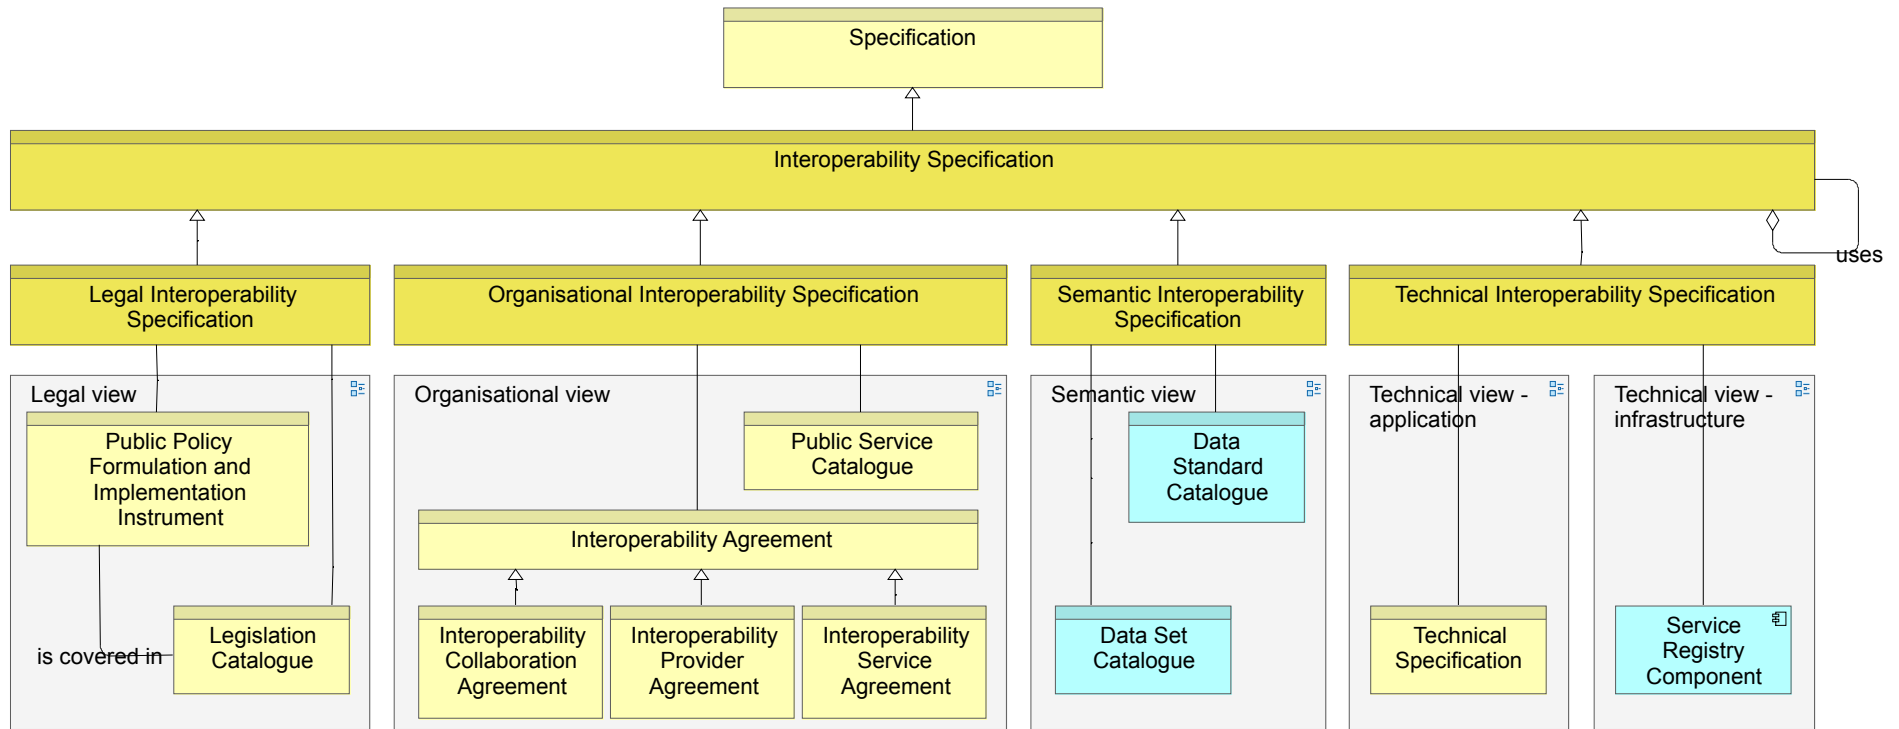 Specification
Interoperability Specification
uses
Legal Interoperability
Specification
Organisational Interoperability Specification
Semantic Interoperability
Specification
Technical Interoperability Specification
Legal view
Public Policy
Formulation and
Implementation
Instrument
is covered in
Legislation
Catalogue
Organisational view
Public Service
Catalogue
Interoperability Agreement
Interoperability
Collaboration
Agreement
Interoperability
Provider
Agreement
Interoperability
Service
Agreement
Semantic view
Data
Standard
Catalogue
Data Set
Catalogue
Technical view -
application
Technical
Specification
Technical view -
infrastructure
Service
Registry
Component